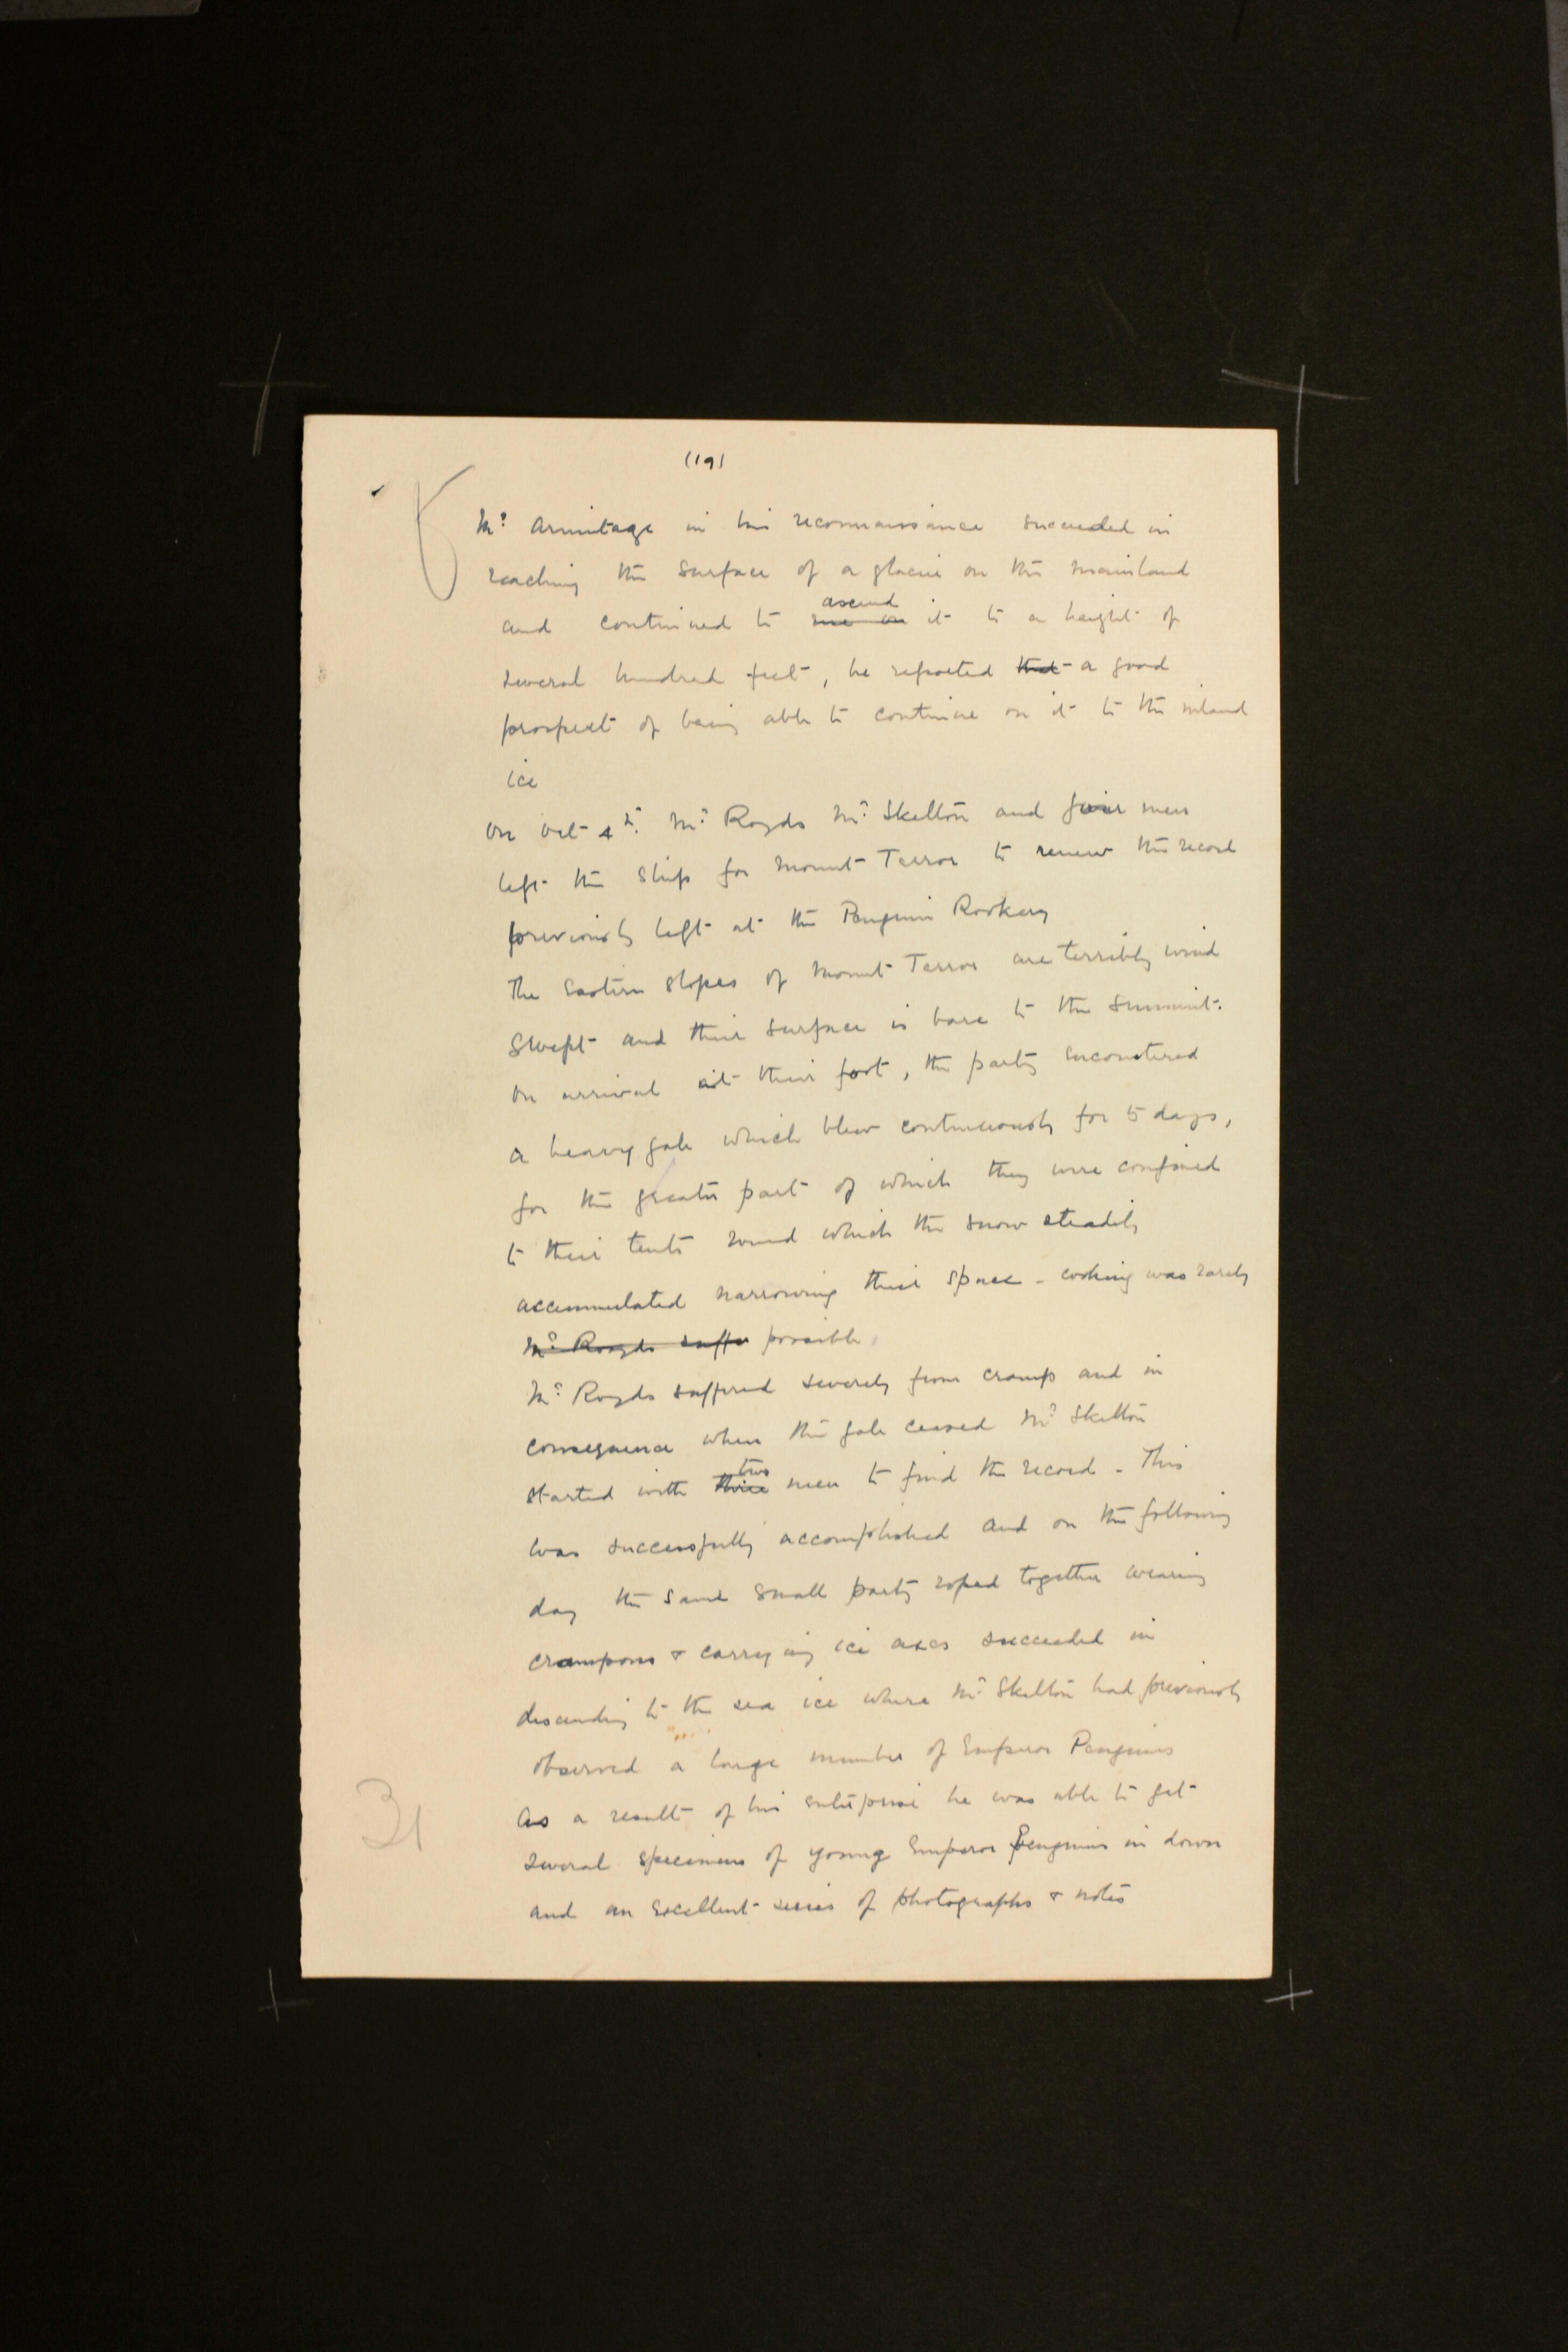 (19)
Mr Armitage in his reconnaissance succeeded in
reaching the surface of a glacier on the mainland
and continued to ascend it to a height of
several hundred feet, he reported that a good
prospect of being able to continue on it to the inland
ice
On Oct 4th. Mr Royds Mr Skelton and four men
left the ship for Mount Terror to renew the record
previously left at the Penguin Rookery
The Eastern slopes of Mount Terror are terribly wind
swept and their surface is bare to the summit.
On arrival at their foot, the party encountered
a heavy gale which blew continuously for 5 days,
for the greater part of which they were confined
to their tents round which the snow steadily
accumulated narrowing their space - cooking was rarely
Mr Royds suffe possible
Mr Royds suffered severely from cramp and in
consequence when the gale ceased Mr Skelton
started with three two men to find the record - This
was successfully accomplished and on the following
day the same small party roped together wearing
crampons & carrying ice axes succeeded in
descending to the sea ice where Mr Skelton had previously
observed a large number of Emperor Penguins
As a result of his enterprise he was able to get
several specimens of young Emperor Penguins in down
and an excellent series of photographs & notes
31